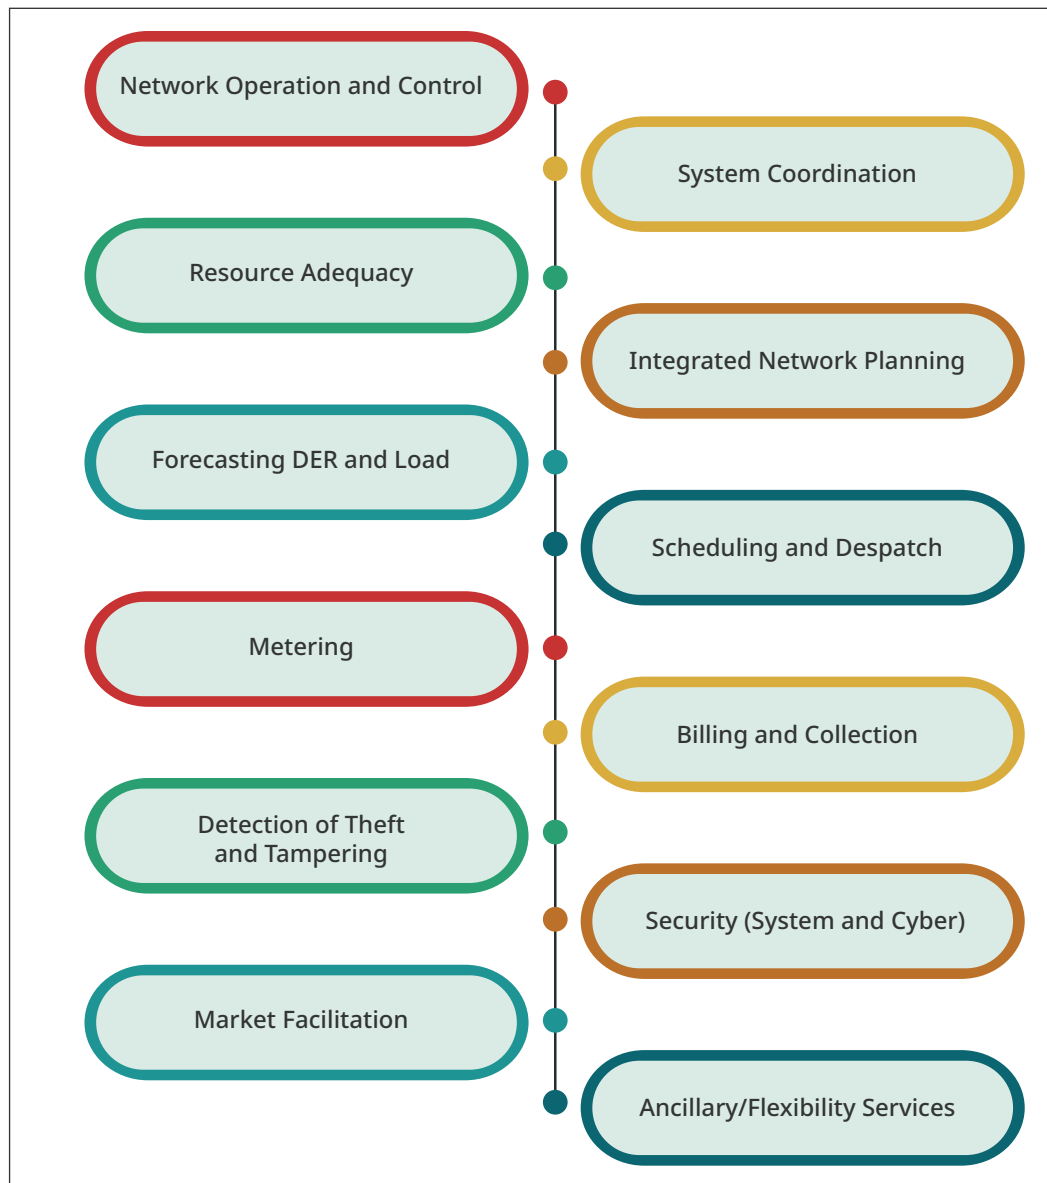 Network Operation and Control
System Coordination
Resource Adequacy
Integrated Network Planning
Forecasting DER and Load
Scheduling and Despatch
Metering
Billing and Collection
Detection of Theft
and Tampering
Security (System and Cyber)
Market Facilitation
Ancillary/Flexibility Services